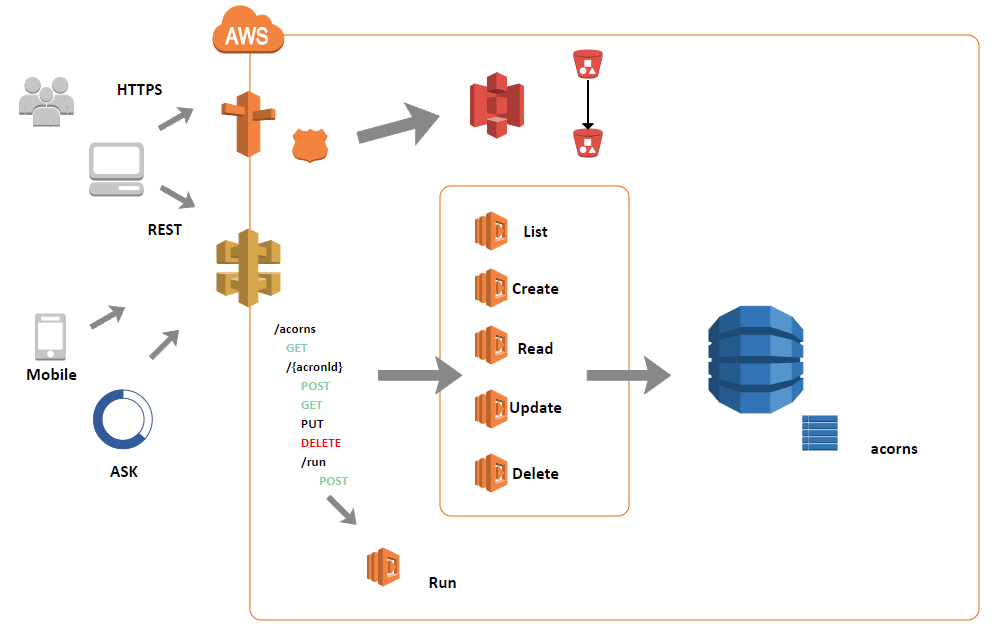 AWS
HTTPS
REST
Mobile
ASK
/acorns
GET
/{acronId}
POST
GET
PUT
DELETE
/run
POST
List
Create
Read
Update
Delete
Run
acorns